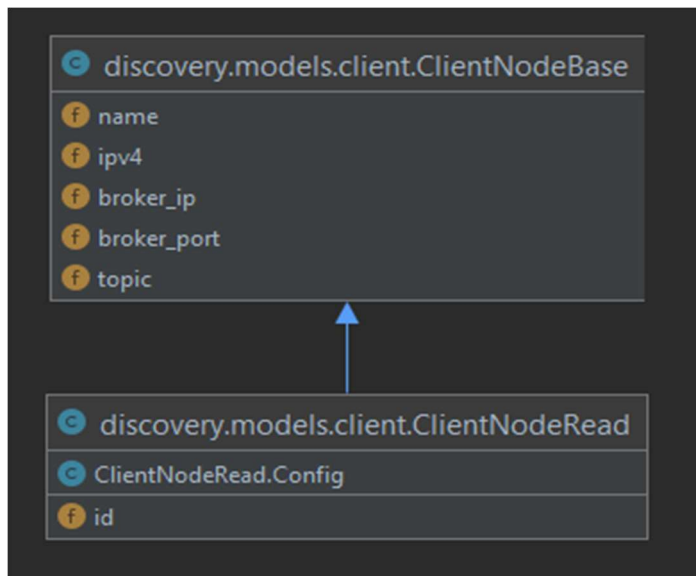 discovery.models.client.ClientNodeBase
name
ipv4
broker_ip
broker_port
topic
discovery.models.client.ClientNodeRead
ClientNodeRead.Config
id